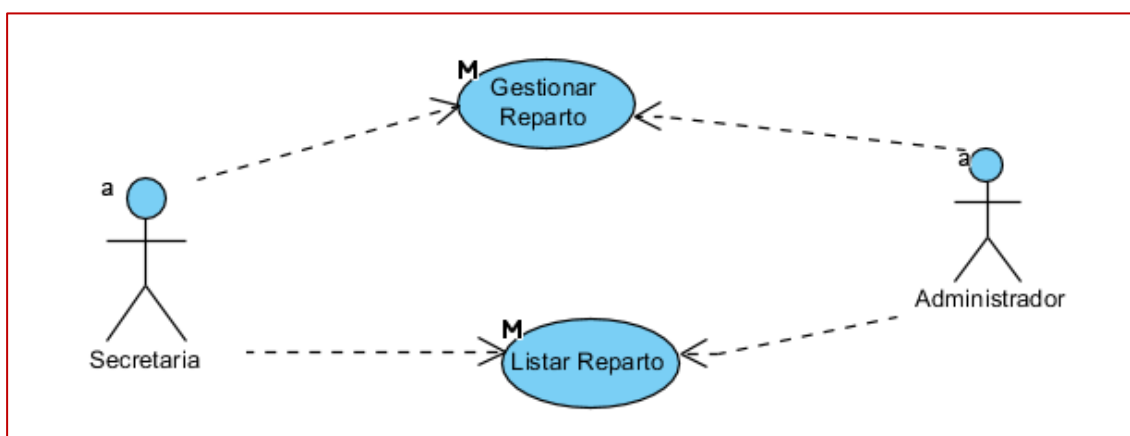 M
Gestionar
Reparto
a
a
Administrador
M
Listar Reparto
Secretaria